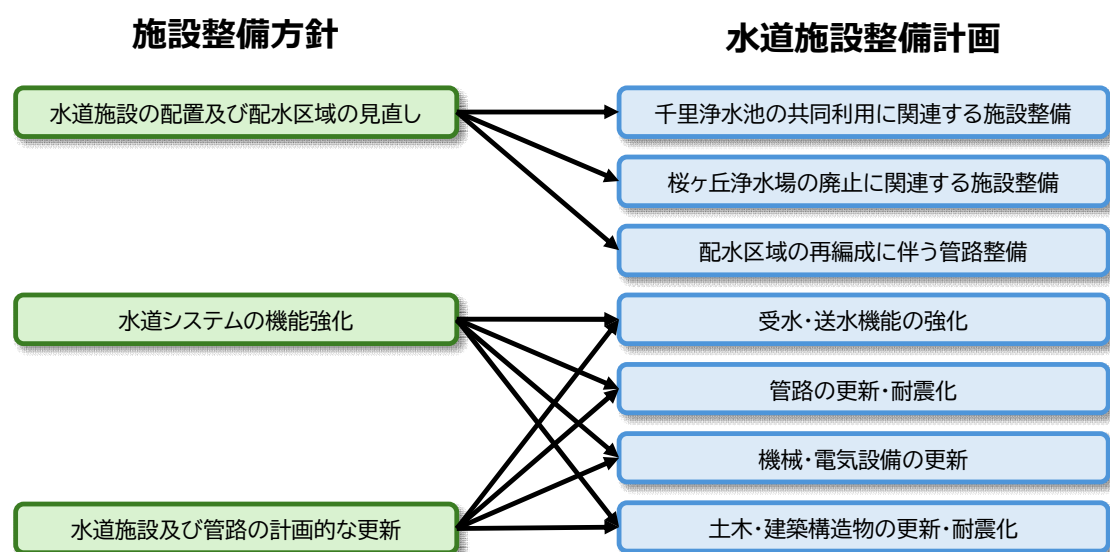 施設整備方針
水道施設整備計画
水道施設の配置及び配水区域の見直し
千里浄水池の共同利用に関連する施設整備
桜ヶ丘浄水場の廃止に関連する施設整備
配水区域の再編成に伴う管路整備
水道システムの機能強化
受水・送水機能の強化
管路の更新・耐震化
機械・電気設備の更新
水道施設及び管路の計画的な更新
土木・建築構造物の更新・耐震化